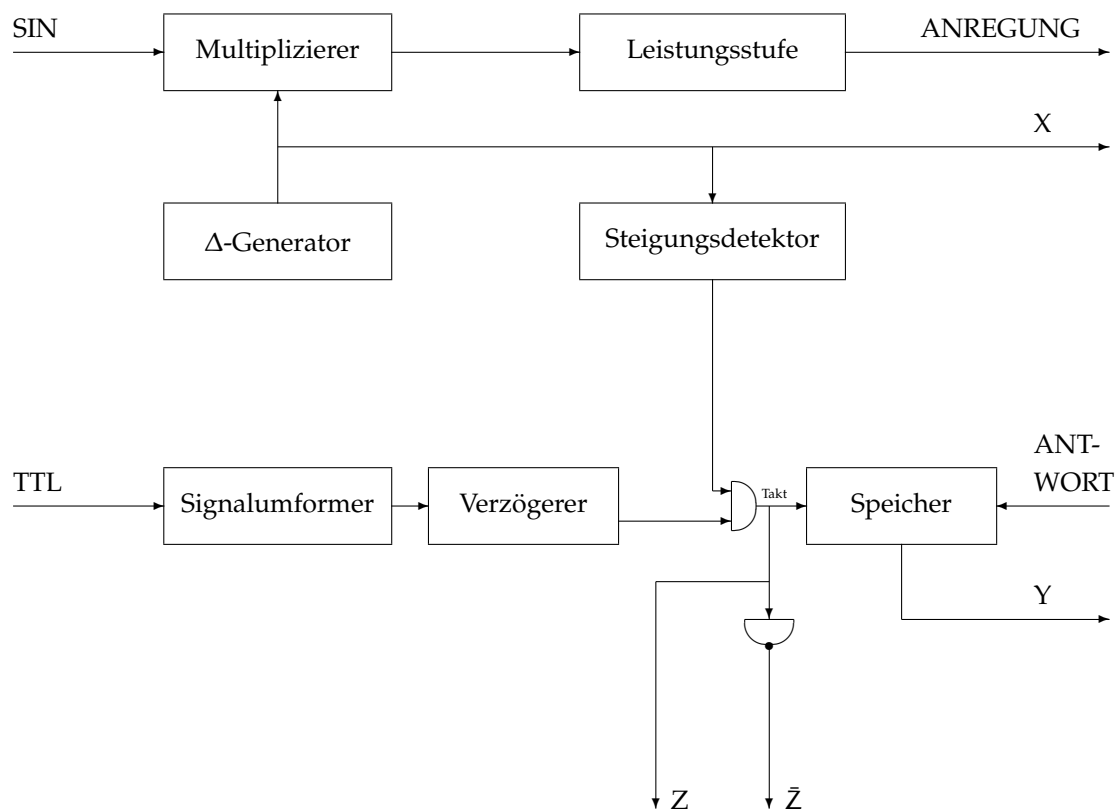 SIN
Multiplizierer
Leistungsstufe
ANREGUNG
X
Δ-Generator
Steigungsdetektor
TTL
Signalumformer
Verzögerer
Takt
Speicher
ANT-
WORT
Y
Z
Z̄